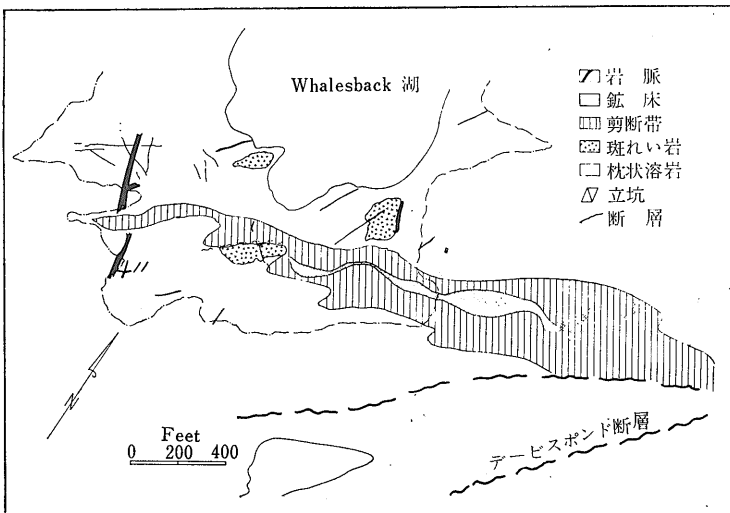 Whalesback 湖
岩脈
鉱床
剪断帯
斑れい岩
枕状溶岩
立坑
断層
N
Feet
0 200 400
デービスポンド断層